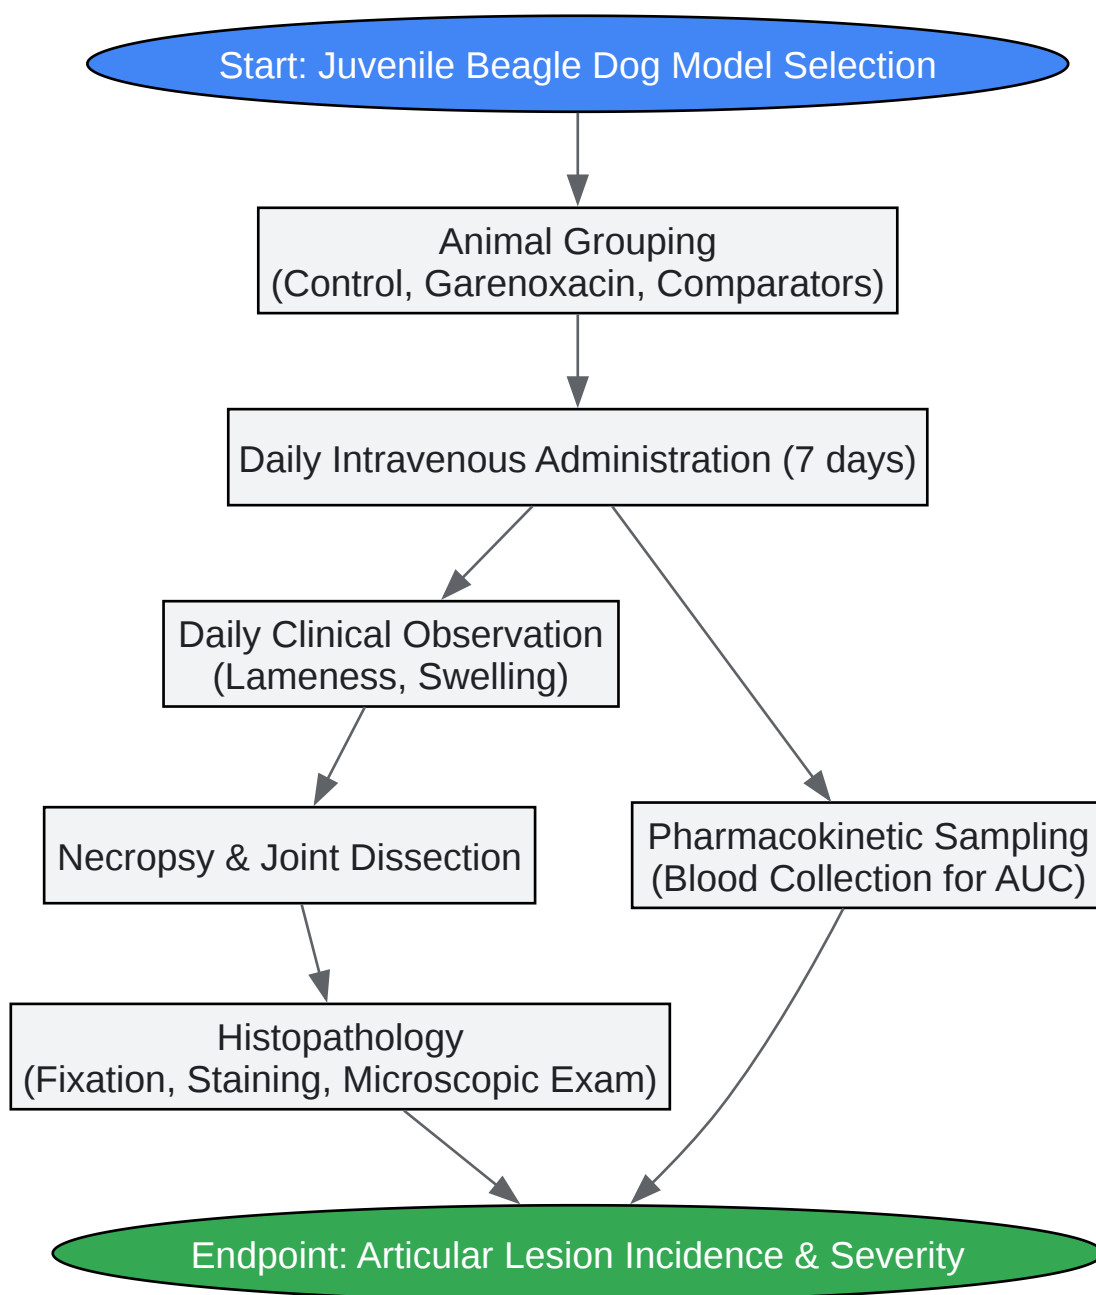 Start: Juvenile Beagle Dog Model Selection
Animal Grouping
(Control, Garenoxacin, Comparators)
Daily Intravenous Administration (7 days)
Daily Clinical Observation
(Lameness, Swelling)
Necropsy & Joint Dissection
Pharmacokinetic Sampling
(Blood Collection for AUC)
Histopathology
(Fixation, Staining, Microscopic Exam)
Endpoint: Articular Lesion Incidence & Severity